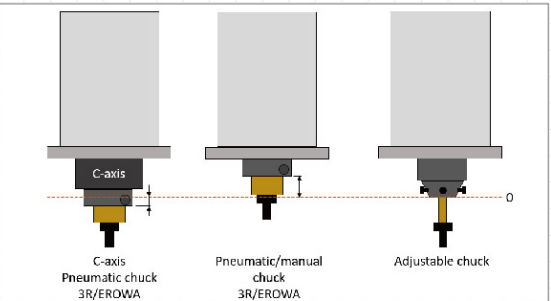 C-axis
0
C-axis
Pneumatic chuck
3R/EROWA
Pneumatic/manual
chuck
3R/EROWA
Adjustable chuck